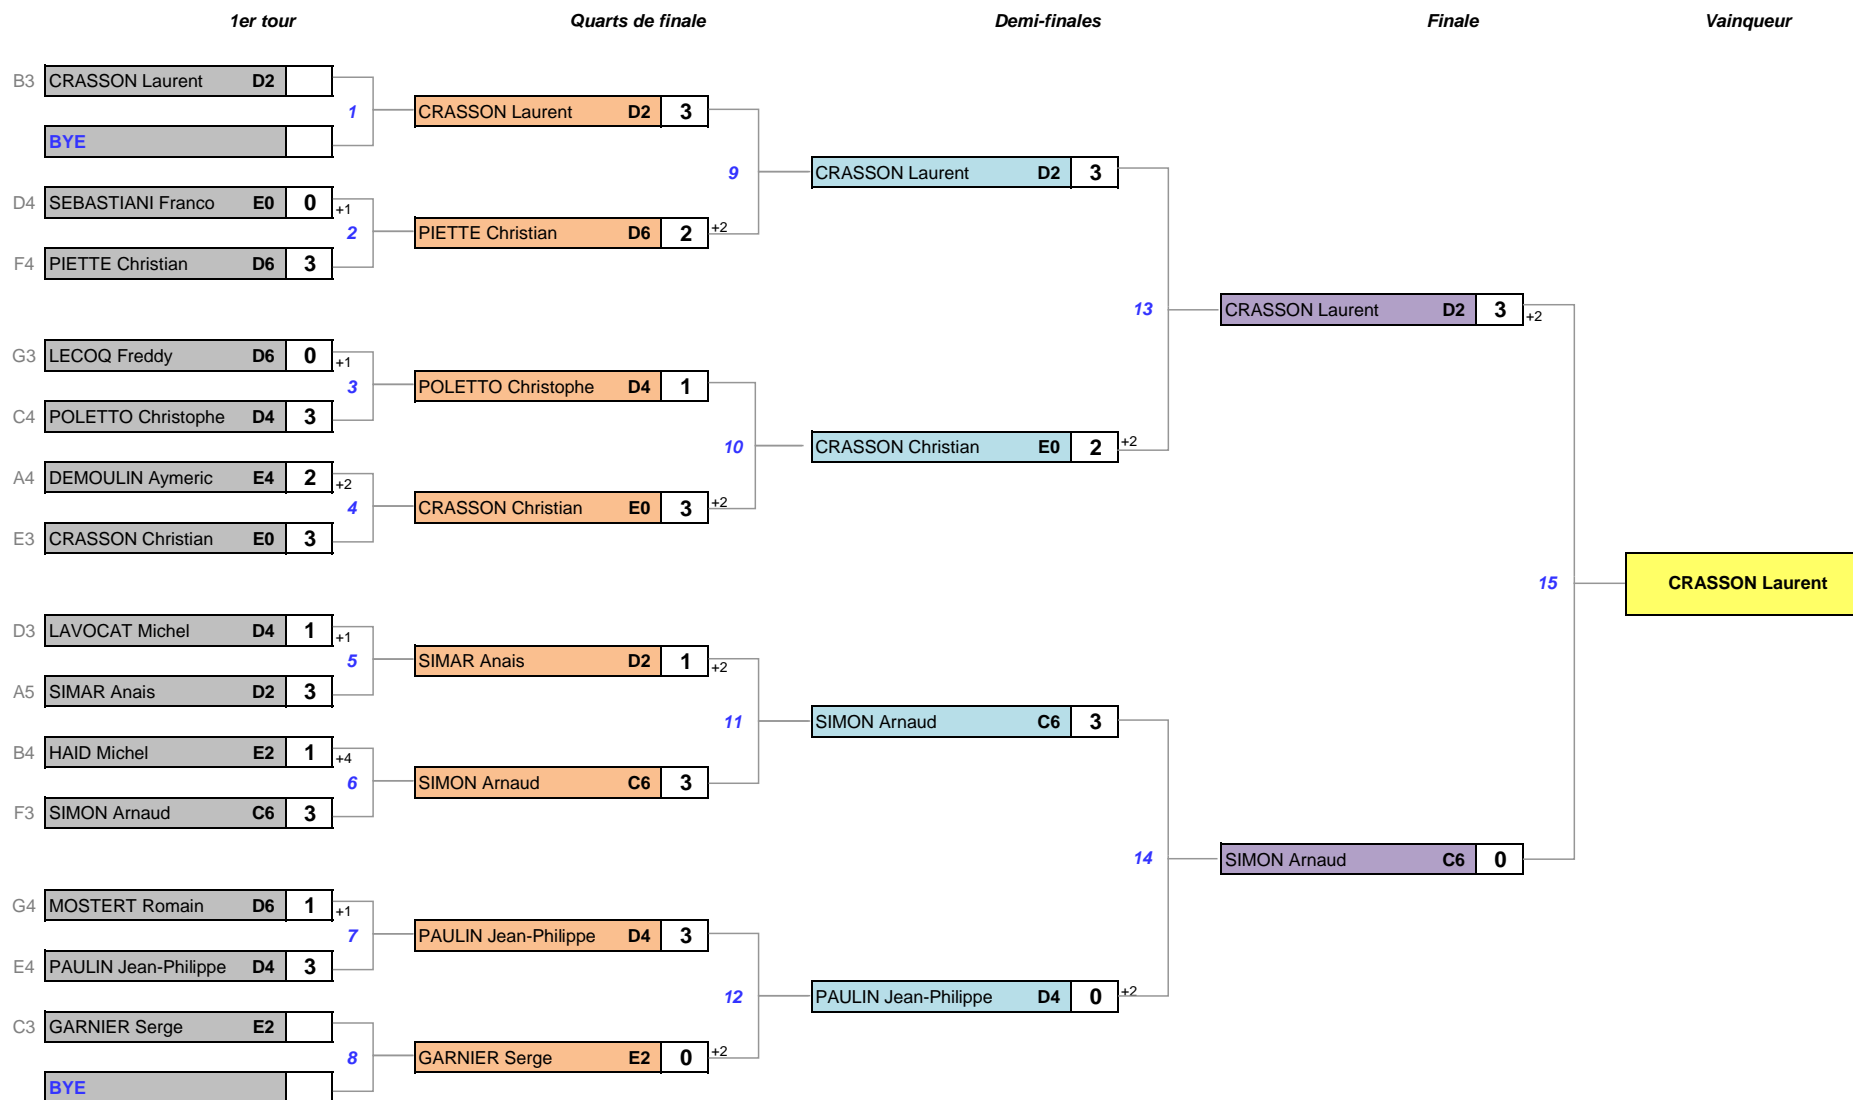 1er tour Quarts de finale Demi-finales Finale Vainqueur
B3 CRASSON Laurent D2
1 CRASSON Laurent D2 3
BYE
9 CRASSON Laurent D2 3
D4 SEBASTIANI Franco E0 0 +1
2 PIETTE Christian D6 2 +2
F4 PIETTE Christian D6 3
13 CRASSON Laurent D2 3 +2
G3 LECOQ Freddy D6 0 +1
3 POLETTO Christophe D4 1
C4 POLETTO Christophe D4 3
10 CRASSON Christian E0 2 +2
A4 DEMOULIN Aymeric E4 2 +2
4 CRASSON Christian E0 3 +2
E3 CRASSON Christian E0 3
15 CRASSON Laurent
D3 LAVOCAT Michel D4 1 +1
5 SIMAR Anais D2 1 +2
A5 SIMAR Anais D2 3
11 SIMON Arnaud C6 3
B4 HAID Michel E2 1 +4
6 SIMON Arnaud C6 3
F3 SIMON Arnaud C6 3
14 SIMON Arnaud C6 0
G4 MOSTERT Romain D6 1 +1
7 PAULIN Jean-Philippe D4 3
E4 PAULIN Jean-Philippe D4 3
12 PAULIN Jean-Philippe D4 0 +2
C3 GARNIER Serge E2
8 GARNIER Serge E2 0 +2
BYE